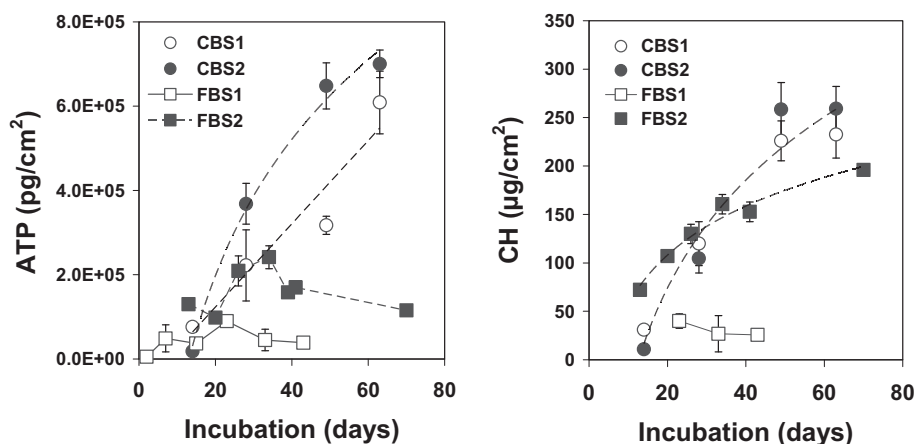 8.0E+05
6.0E+05
4.0E+05
2.0E+05
0.0E+00
ATP (pg/cm²)
CBS1
CBS2
FBS1
FBS2
0 20 40 60 80
Incubation (days)
350
300
250
200
150
100
50
0
CH (µg/cm²)
CBS1
CBS2
FBS1
FBS2
0 20 40 60 80
Incubation (days)